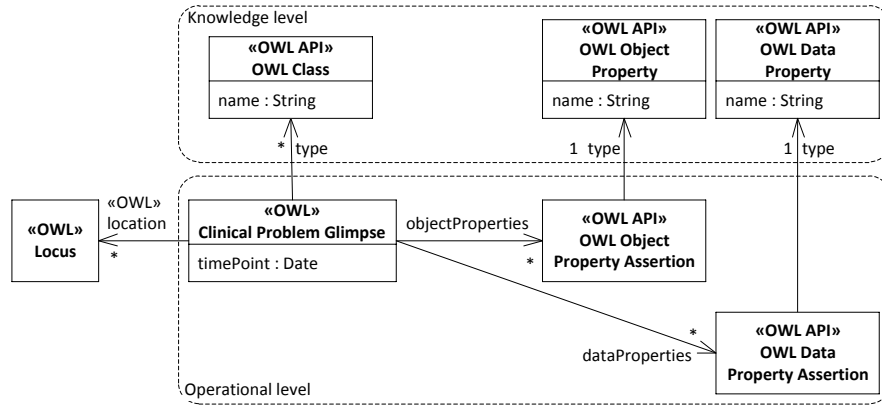 Knowledge level
«OWL API»
OWL Class
name : String
«OWL API»
OWL Object
Property
name : String
«OWL API»
OWL Data
Property
name : String
* type
1 type
1 type
«OWL»
Locus
«OWL»
location
*
«OWL»
Clinical Problem Glimpse
timePoint : Date
objectProperties
*
«OWL API»
OWL Object
Property Assertion
*
dataProperties
«OWL API»
OWL Data
Property Assertion
Operational level